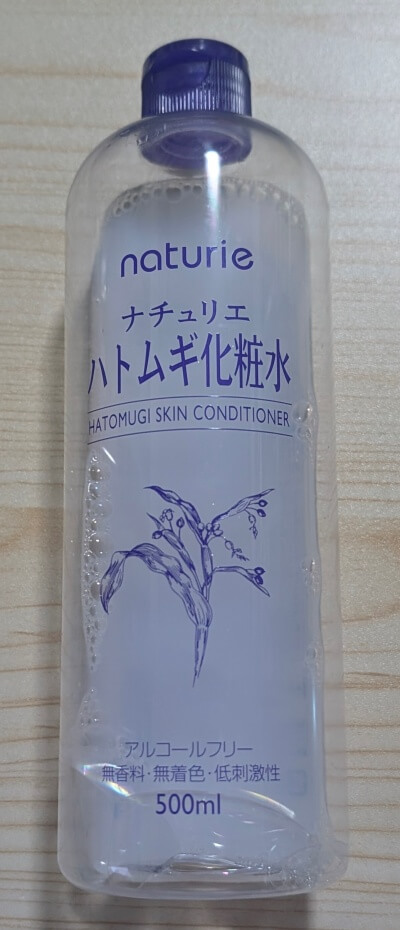 naturie
ナチュリエ
ハトムギ化粧水
HATOMUGI SKIN CONDITIONER
アルコールフリー
無香料・無着色・低刺激性
500ml